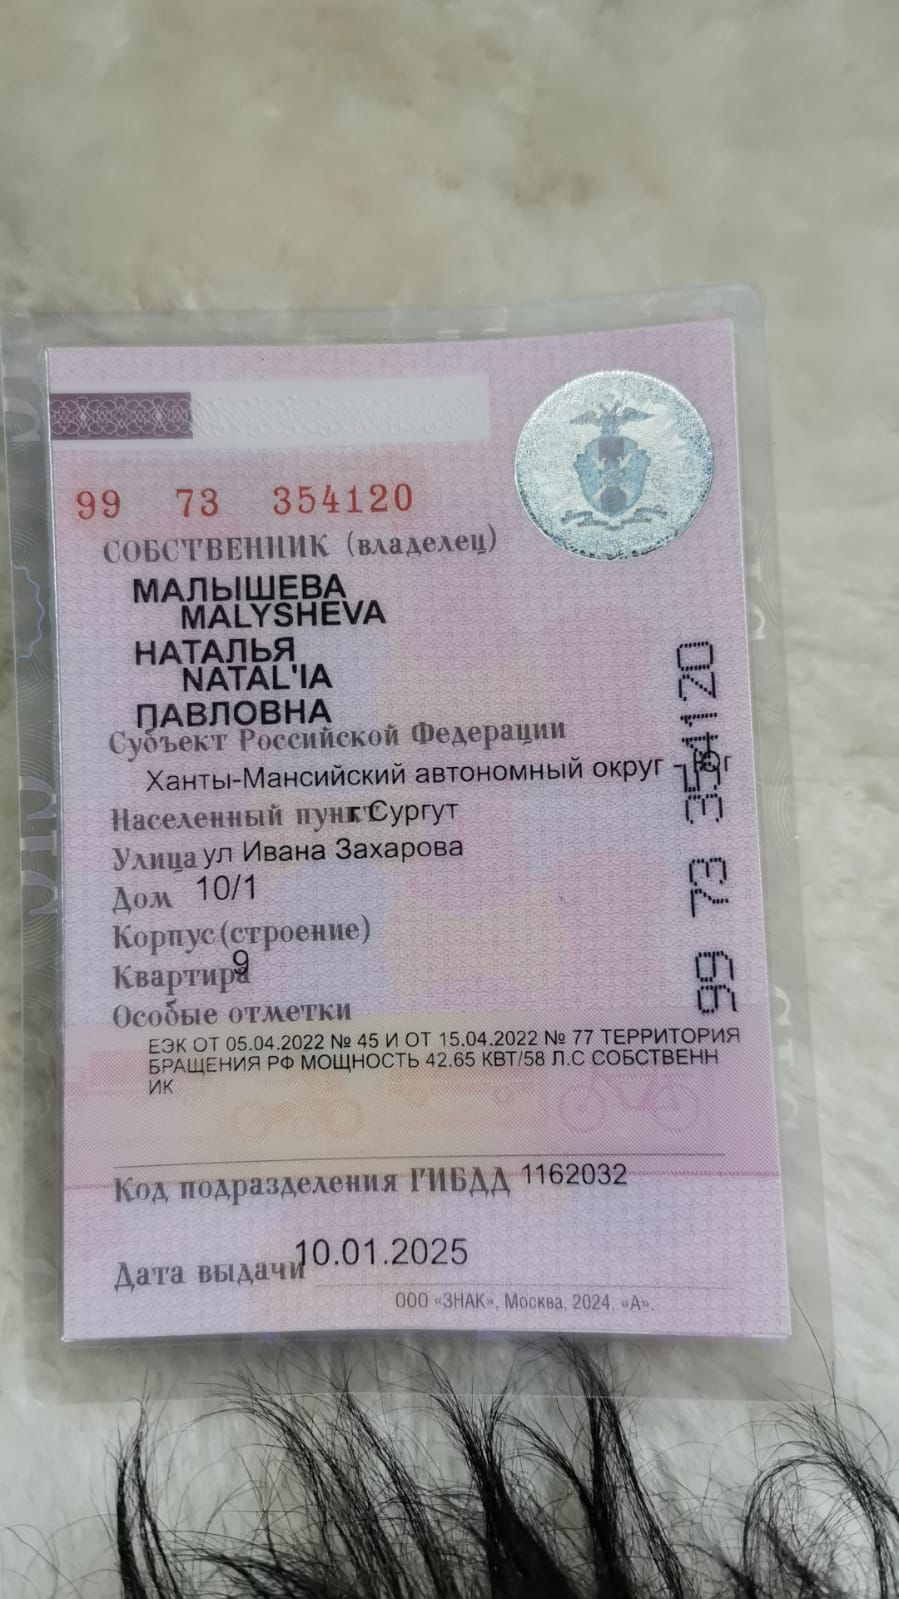 99 73 354120
СОБСТВЕННИК (владелец)
МАЛЫШЕВА
MALYSHEVA
НАТАЛЬЯ
NATAL'IA
ПАВЛОВНА
Субъект Российской Федерации
Ханты-Мансийский автономный округ -
Населенный пункт г Сургут
Улица ул Ивана Захарова
Дом 10/1
Корпус (строение)
Квартира 9
Особые отметки
ЕЭК ОТ 05.04.2022 № 45 И ОТ 15.04.2022 № 77 ТЕРРИТОРИЯ
БРАЩЕНИЯ РФ МОЩНОСТЬ 42.65 КВТ/58 Л.С СОБСТВЕНН
ИК
Код подразделения ГИБДД 1162032
Дата выдачи 10.01.2025
ООО «ЗНАК», Москва, 2024, «А».
99 73 354120